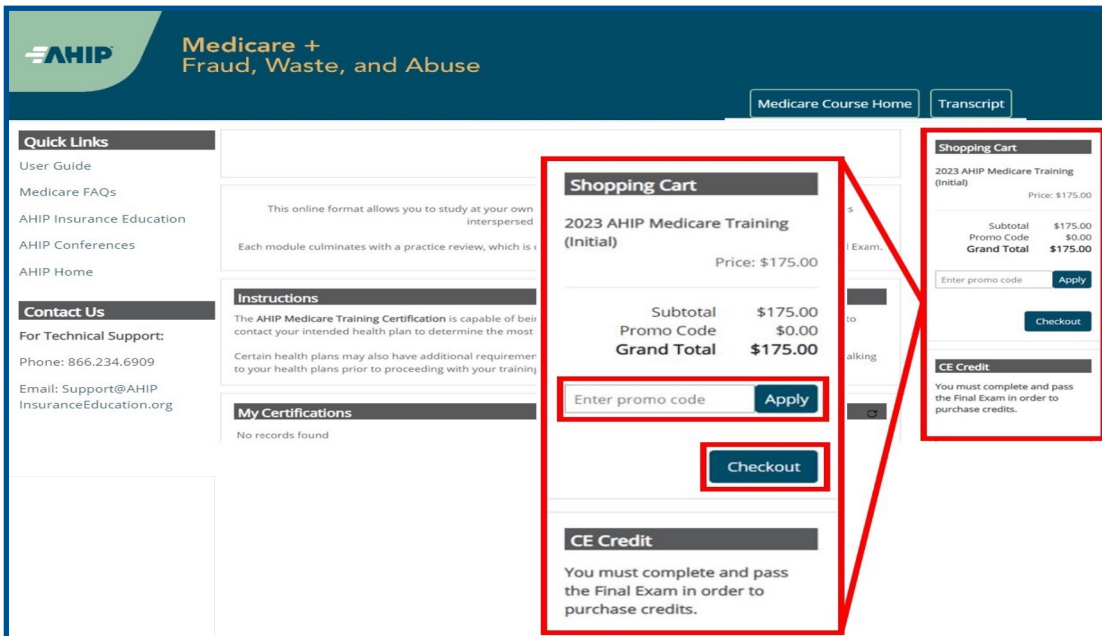 AHIP
Medicare +
Fraud, Waste, and Abuse
Medicare Course Home
Transcript
Quick Links
User Guide
Medicare FAQs
AHIP Insurance Education
AHIP Conferences
AHIP Home
Contact Us
For Technical Support:
Phone: 866.234.6909
Email: Support@AHIP
InsuranceEducation.org
This online format allows you to study at your own
s
interspersed
Each module culminates with a practice review, which is
l Exam.
Instructions
The AHIP Medicare Training Certification is capable of bei
to
contact your intended health plan to determine the most
Certain health plans may also have additional requiremen
alking
to your health plans prior to proceeding with your training
My Certifications
No records found
Shopping Cart
2023 AHIP Medicare Training
(Initial)
Price: $175.00
Subtotal $175.00
Promo Code $0.00
Grand Total $175.00
Enter promo code Apply
Checkout
CE Credit
You must complete and pass
the Final Exam in order to
purchase credits.
Shopping Cart
2023 AHIP Medicare Training
(Initial)
Price: $175.00
Subtotal $175.00
Promo Code $0.00
Grand Total $175.00
Enter promo code Apply
Checkout
CE Credit
You must complete and pass
the Final Exam in order to
purchase credits.